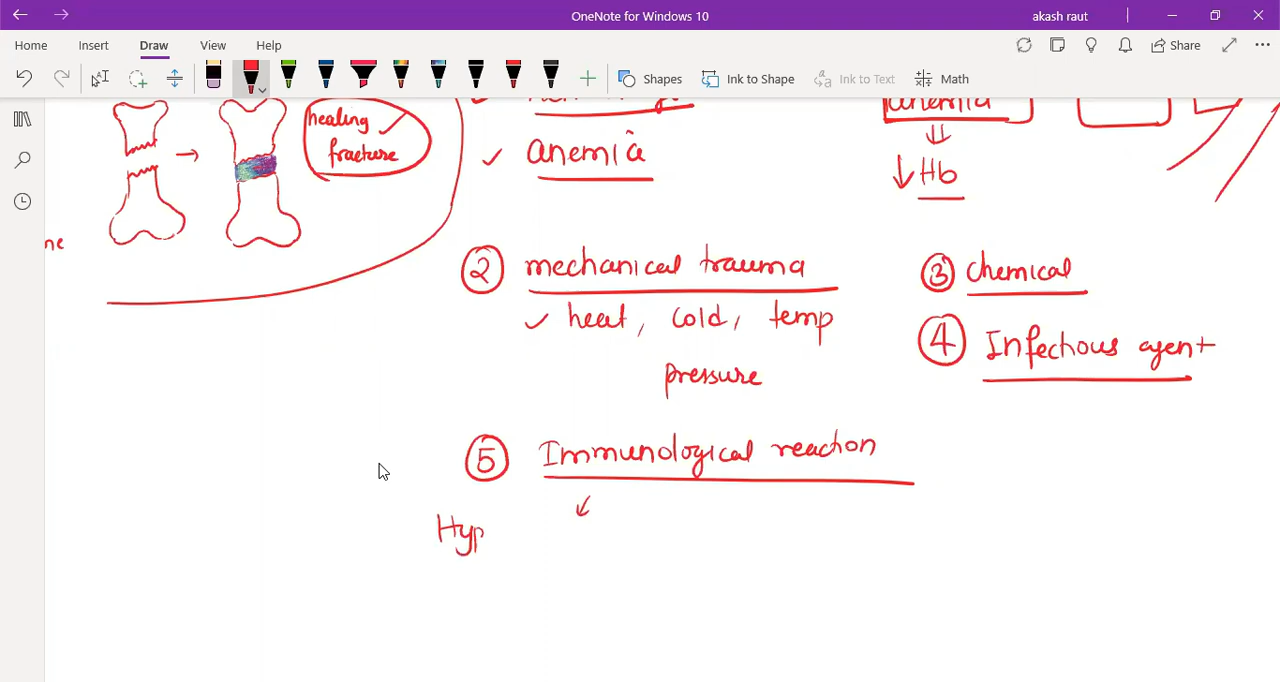 OneNote for Windows 10
akash raut
Home Insert Draw View Help
Share
Shapes
Ink to Shape
Ink to Text
Math
healing
fracture
anemia
anemia
↓ Hb
ne
② mechanical trauma
✓ heat, cold, temp
pressure
③ chemical
④ Infectious agent
⑤ Immunological reaction
Hyp